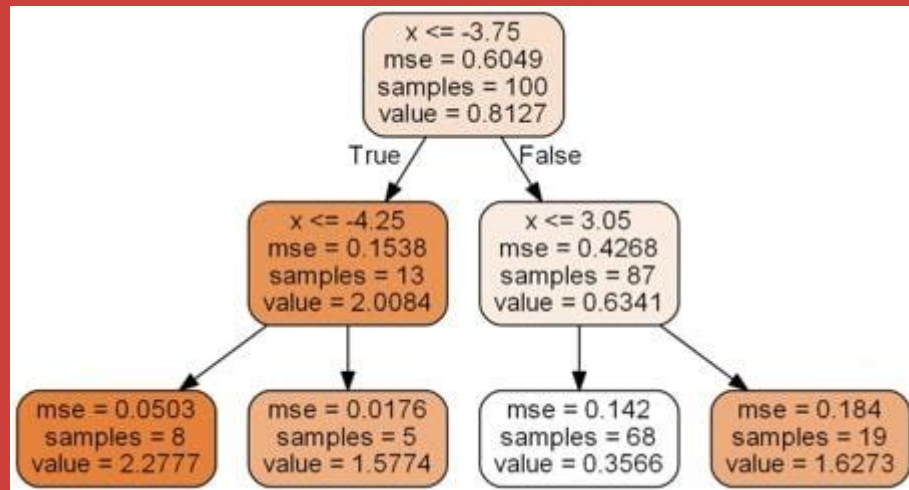 x <= -3.75
mse = 0.6049
samples = 100
value = 0.8127
True
False
x <= -4.25
mse = 0.1538
samples = 13
value = 2.0084
x <= 3.05
mse = 0.4268
samples = 87
value = 0.6341
mse = 0.0503
samples = 8
value = 2.2777
mse = 0.0176
samples = 5
value = 1.5774
mse = 0.142
samples = 68
value = 0.3566
mse = 0.184
samples = 19
value = 1.6273